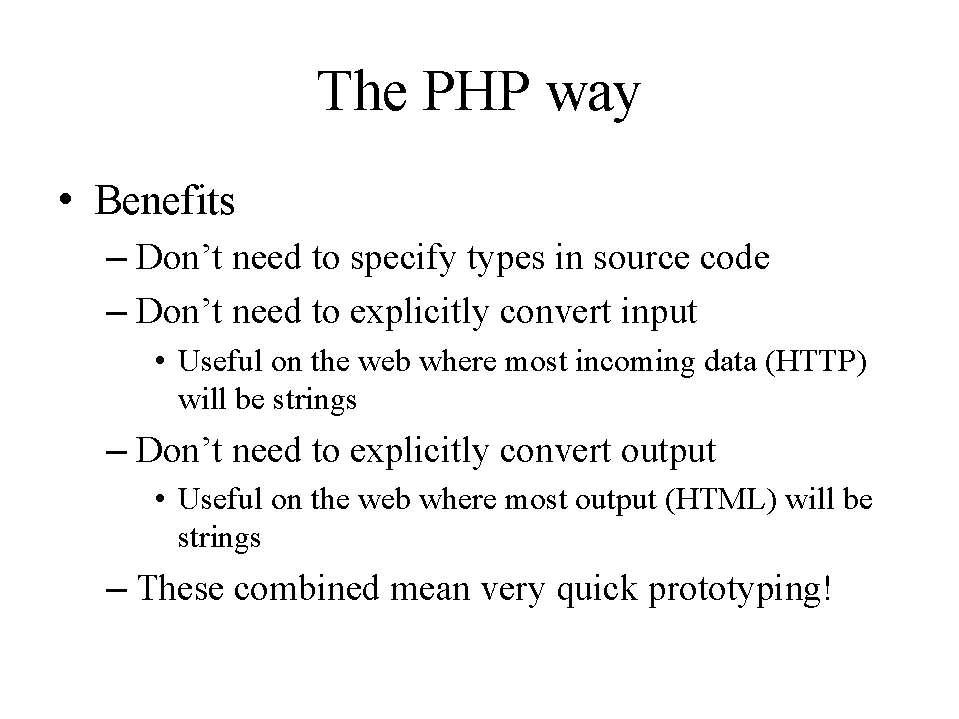 The PHP way
• Benefits
– Don’t need to specify types in source code
– Don’t need to explicitly convert input
• Useful on the web where most incoming data (HTTP)
will be strings
– Don’t need to explicitly convert output
• Useful on the web where most output (HTML) will be
strings
– These combined mean very quick prototyping!